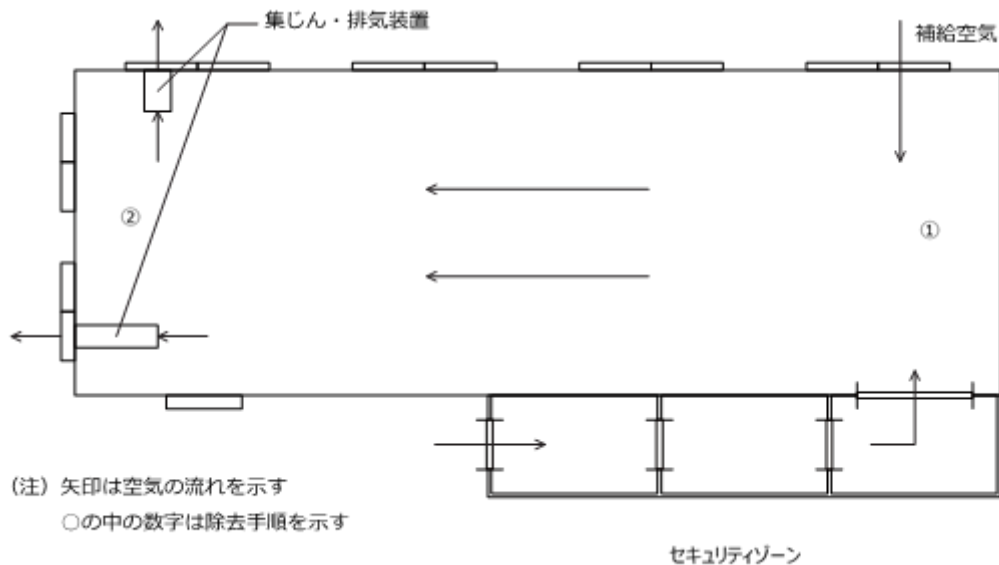 集じん・排気装置
補給空気
②
①
(注) 矢印は空気の流れを示す
○の中の数字は除去手順を示す
セキュリティゾーン